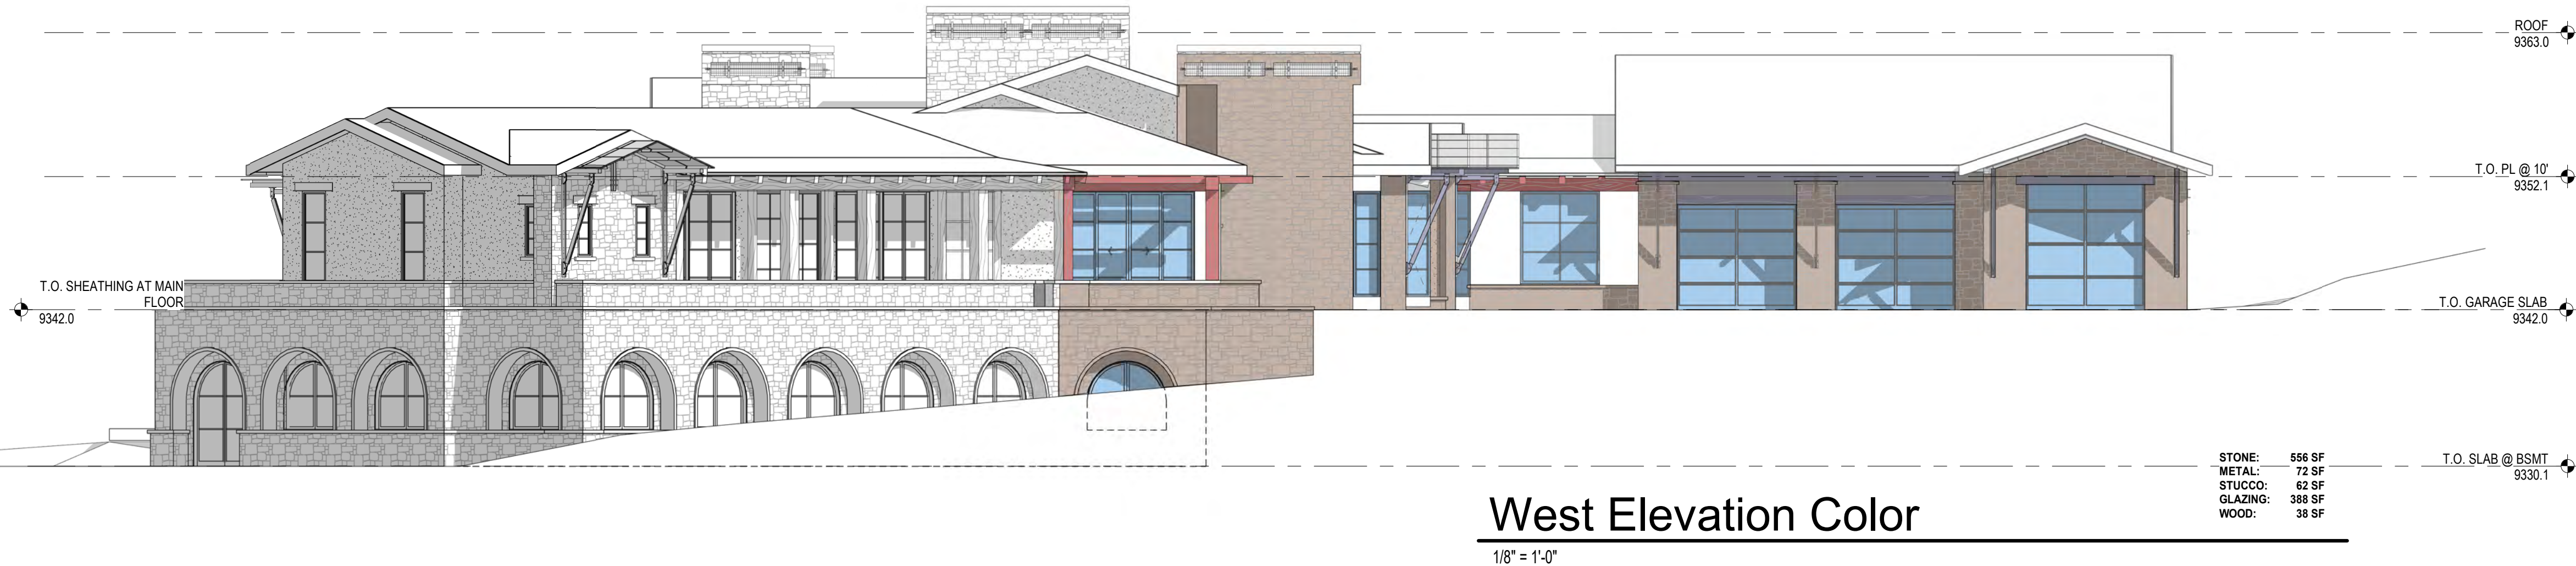 ROOF
9363.0
T.O. PL @ 10'
9352.1
T.O. SHEATHING AT MAIN
FLOOR
9342.0
T.O. GARAGE SLAB
9342.0
T.O. SLAB @ BSMT
9330.1
STONE: 556 SF
METAL: 72 SF
STUCCO: 62 SF
GLAZING: 388 SF
WOOD: 38 SF
West Elevation Color
1/8" = 1'-0"